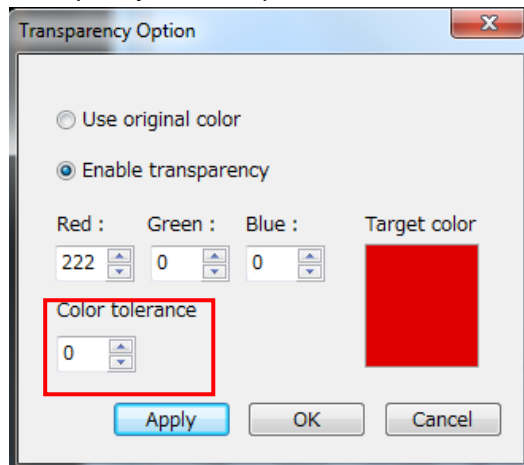 Transparency Option
Use original color
Enable transparency
Red : Green : Blue : Target color
222 0 0
Color tolerance
0
Apply OK Cancel